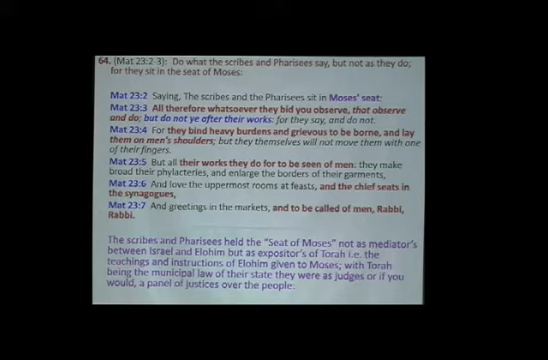 64. (Mat 23:2-3): Do what the scribes and Pharisees say, but not as they do;
for they sit in the seat of Moses:
Mat 23:2 Saying, The scribes and the Pharisees sit in Moses' seat:
Mat 23:3 All therefore whatsoever they bid you observe, that observe
and do; but do not ye after their works: for they say, and do not.
Mat 23:4 For they bind heavy burdens and grievous to be borne, and lay
them on men's shoulders; but they themselves will not move them with one
of their fingers.
Mat 23:5 But all their works they do for to be seen of men: they make
broad their phylacteries, and enlarge the borders of their garments,
Mat 23:6 And love the uppermost rooms at feasts, and the chief seats in
the synagogues,
Mat 23:7 And greetings in the markets, and to be called of men, Rabbi,
Rabbi.
The scribes and Pharisees held the "Seat of Moses" not as mediator's
between Israel and Elohim but as expositor's of Torah i.e. the
teachings and instructions of Elohim given to Moses; with Torah
being the municipal law of their state they were as judges or if you
would, a panel of justices over the people.